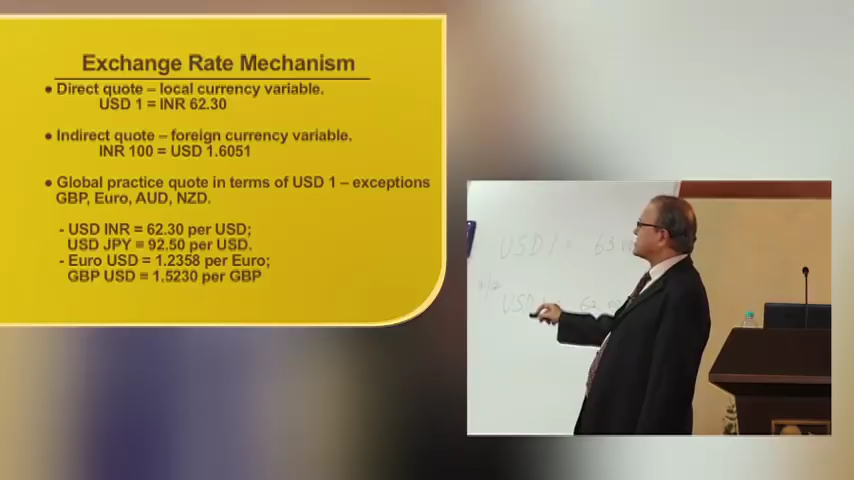 Exchange Rate Mechanism
● Direct quote – local currency variable.
USD 1 = INR 62.30
● Indirect quote – foreign currency variable.
INR 100 = USD 1.6051
● Global practice quote in terms of USD 1 – exceptions
GBP, Euro, AUD, NZD.
- USD INR = 62.30 per USD;
USD JPY = 92.50 per USD.
- Euro USD = 1.2358 per Euro;
GBP USD = 1.5230 per GBP
USD 1 = 63
USD